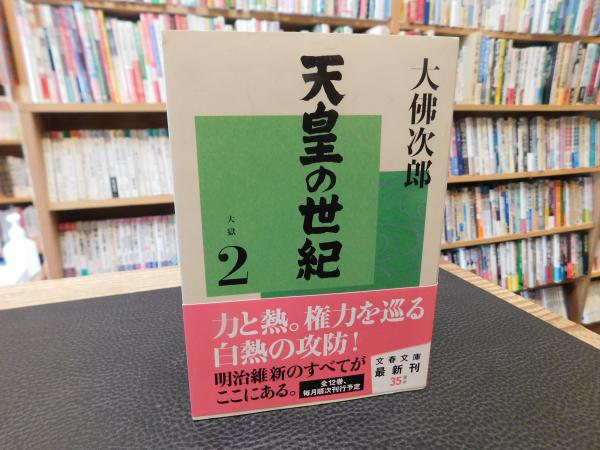 大佛次郎
天皇の世紀
大獄
2
力と熱。権力を巡る
白熱の攻防！
明治維新のすべてが
ここにある。
全12巻、
毎月順次刊行予定
文春文庫
最新刊
35